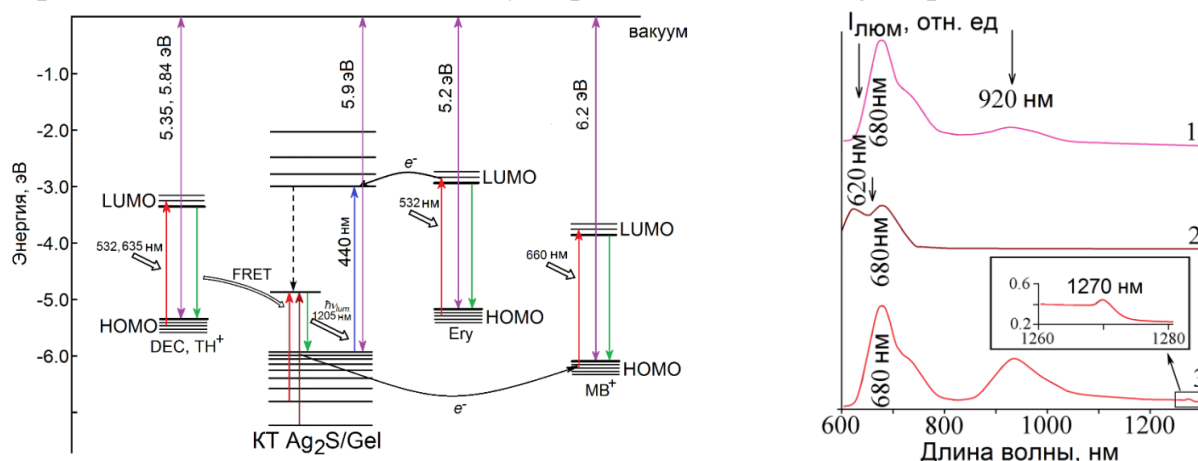 вакуум
Энергия, эВ
-1.0
-2.0
-3.0
-4.0
-5.0
-6.0
5.35, 5.84 эВ
LUMO
532, 635 нм
HOMO
DEC, TH+
FRET
5.9 эВ
440 нм
ħνlum
1205 нм
КТ Ag2S/Gel
e-
e-
5.2 эВ
LUMO
532 нм
HOMO
Ery
6.2 эВ
LUMO
660 нм
HOMO
MB+
Iлюм, отн. ед
680 нм
920 нм
1
620 нм
680 нм
2
1270 нм
0.6
0.2
1260
1280
680 нм
3
600
800
1000
1200
Длина волны, нм